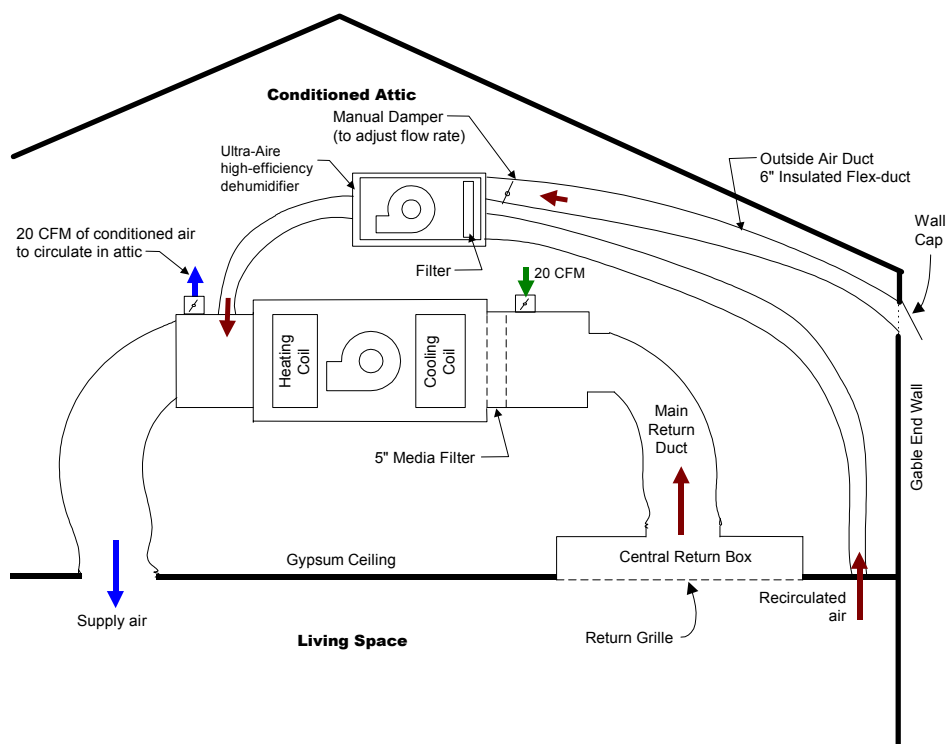 Conditioned Attic
Manual Damper
(to adjust flow rate)
Ultra-Aire
high-efficiency
dehumidifier
Outside Air Duct
6" Insulated Flex-duct
Wall
Cap
20 CFM of conditioned air
to circulate in attic
Filter
20 CFM
Heating
Coil
Cooling
Coil
Main
Return
Duct
5" Media Filter
Gable End Wall
Gypsum Ceiling
Central Return Box
Supply air
Recirculated
air
Return Grille
Living Space